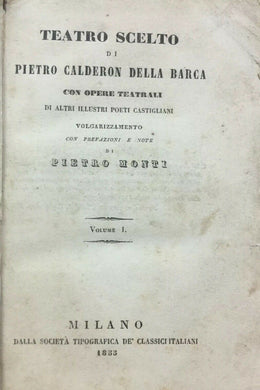 TEATRO SCELTO
DI
PIETRO CALDERON DELLA BARCA
CON OPERE TEATRALI
DI ALTRI ILLUSTRI POETI CASTIGLIANI
VOLGARIZZAMENTO
CON PREFAZIONI E NOTE
DI
PIETRO MONTI
VOLUME I.
MILANO
DALLA SOCIETÀ TIPOGRAFICA DE' CLASSICI ITALIANI
1855